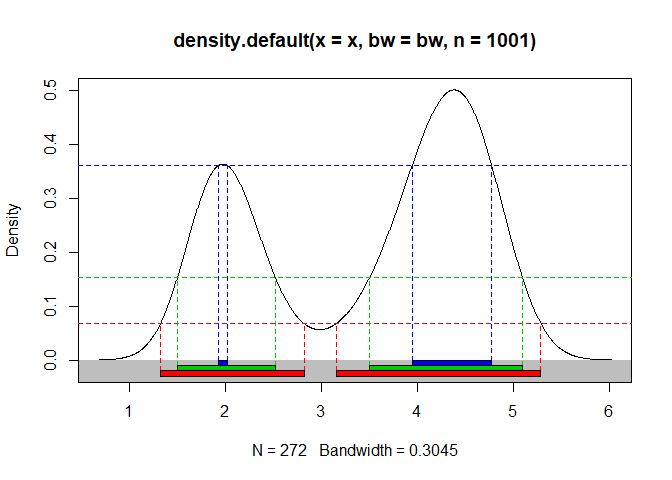 density.default(x = x, bw = bw, n = 1001)
Density
0.5
0.4
0.3
0.2
0.1
0.0
1 2 3 4 5 6
N = 272 Bandwidth = 0.3045